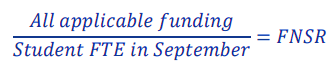 All applicable funding
Student FTE in September
= FNSR